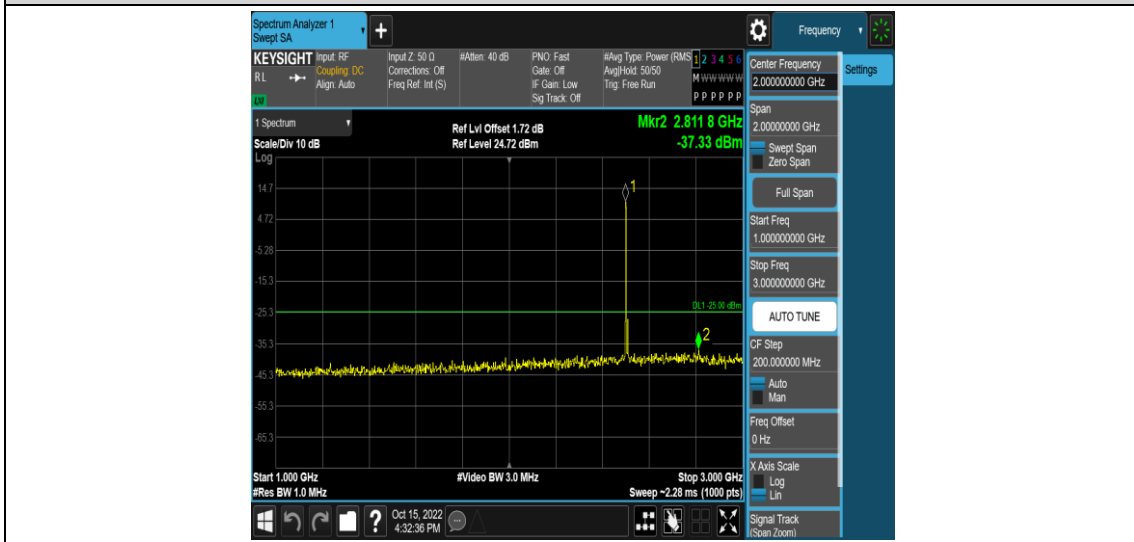 Spectrum Analyzer 1
Swept SA
+
Frequency
KEYSIGHT
RL
LXI
Input: RF
Coupling: DC
Align: Auto
Input Z: 50 Ω
Corrections: Off
Freq Ref: Int (S)
#Atten: 40 dB
PNO: Fast
Gate: Off
IF Gain: Low
Sig Track: Off
#Avg Type: Power (RMS
Avg|Hold: 50/50
Trig: Free Run
1 2 3 4 5 6
M W W W W W
P P P P P P
1 Spectrum
Scale/Div 10 dB
Log
Ref Lvl Offset 1.72 dB
Ref Level 24.72 dBm
Mkr2 2.811 8 GHz
-37.33 dBm
14.7
4.72
-5.28
-15.3
-25.3
-35.3
-45.3
-55.3
-65.3
1
DL1 -25.00 dBm
2
Start 1.000 GHz
#Res BW 1.0 MHz
#Video BW 3.0 MHz
Stop 3.000 GHz
Sweep ~2.28 ms (1000 pts)
Center Frequency
2.000000000 GHz
Settings
Span
2.00000000 GHz
Swept Span
Zero Span
Full Span
Start Freq
1.000000000 GHz
Stop Freq
3.000000000 GHz
AUTO TUNE
CF Step
200.000000 MHz
Auto
Man
Freq Offset
0 Hz
X Axis Scale
Log
Lin
Signal Track
(Span Zoom)
?
Oct 15, 2022
4:32:36 PM